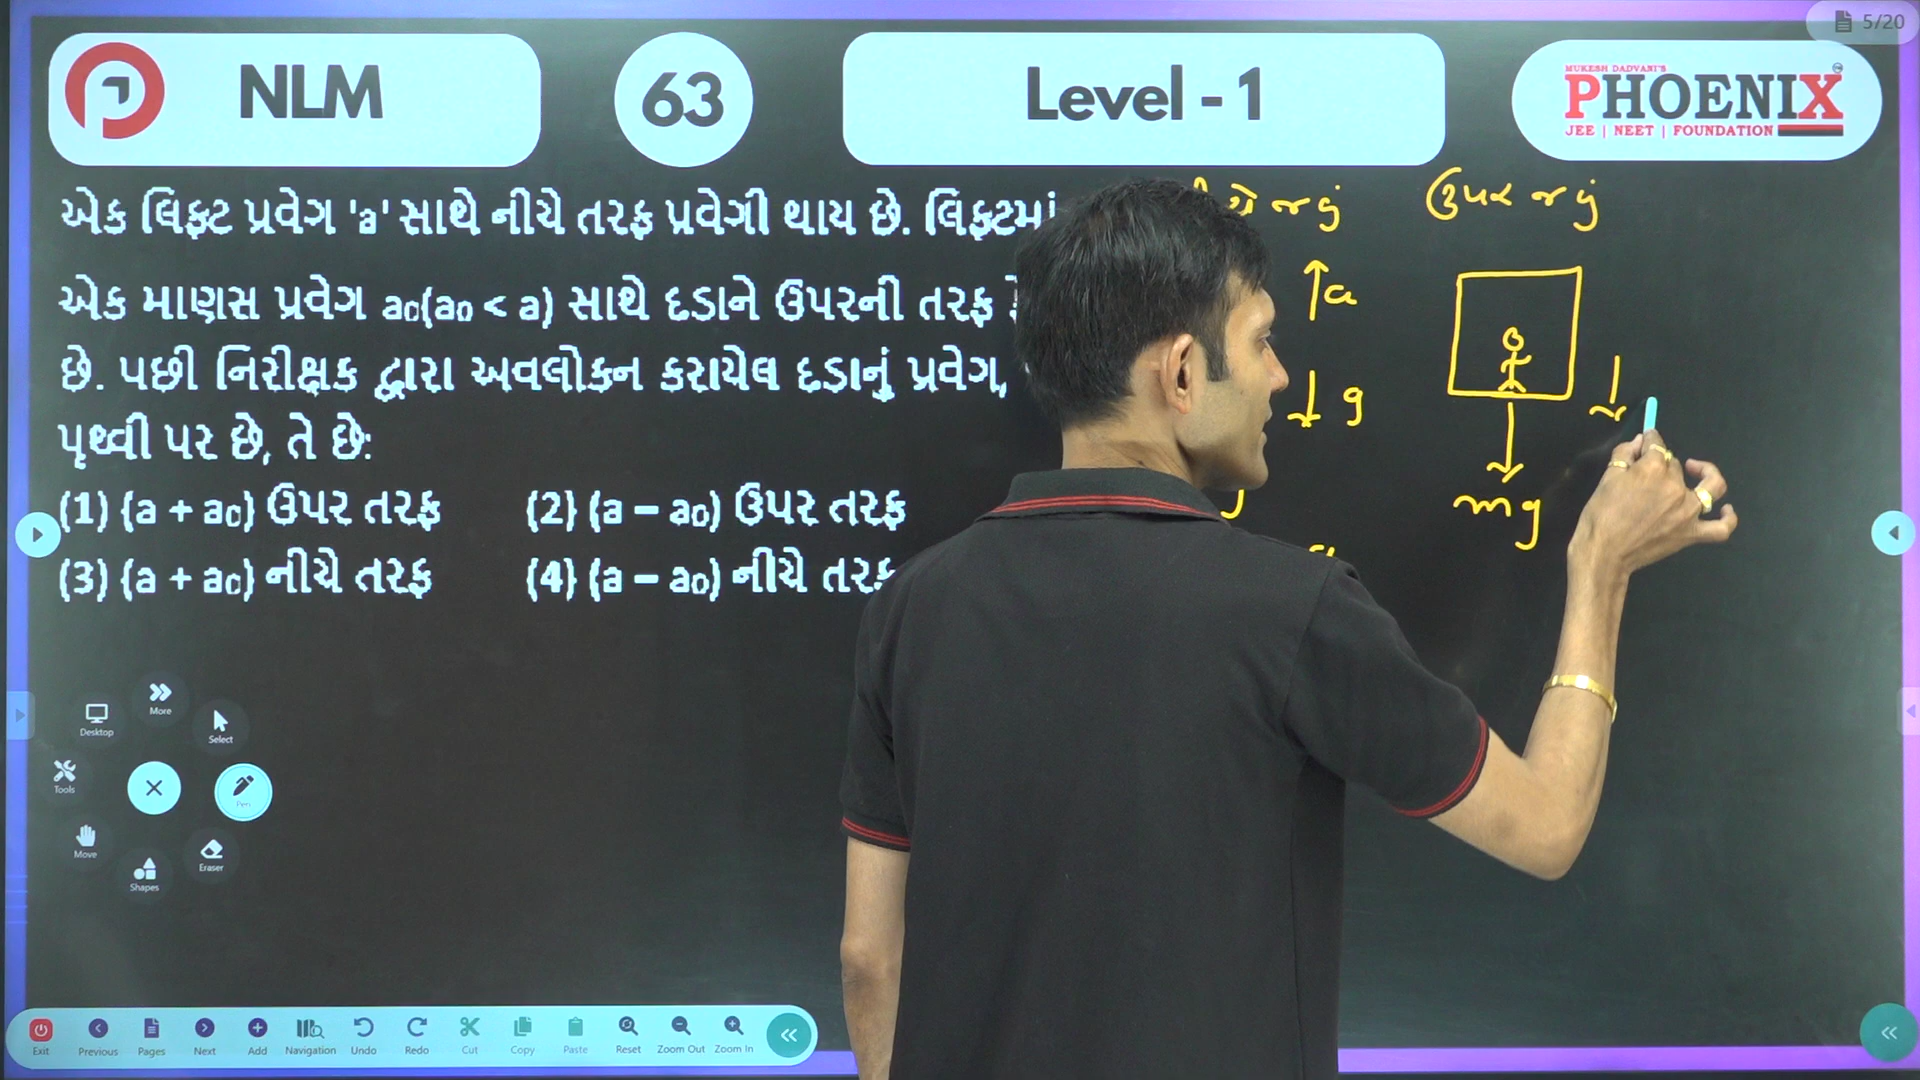 5/20
NLM
63
Level - 1
MUKESH DADVANI'S
PHOENIX
JEE | NEET | FOUNDATION
એક લિફ્ટ પ્રવેગ 'a' સાથે નીચે તરફ પ્રવેગી થાય છે. લિફ્ટમાં
એક માણસ પ્રવેગ a₀(a₀ < a) સાથે દડાને ઉપરની તરફ
છે. પછી નિરીક્ષક દ્વારા અવલોકન કરાયેલ દડાનું પ્રવેગ,
પૃથ્વી પર છે, તે છે:
(1) (a + a₀) ઉપર તરફ (2) (a – a₀) ઉપર તરફ
(3) (a + a₀) નીચે તરફ (4) (a – a₀) નીચે તરફ
જવું ઉપર જવું
a
g
mg
More
Desktop
Select
Tools
Pen
Move
Eraser
Shapes
Exit Previous Pages Next Add Navigation Undo Redo Cut Copy Paste Reset Zoom Out Zoom In